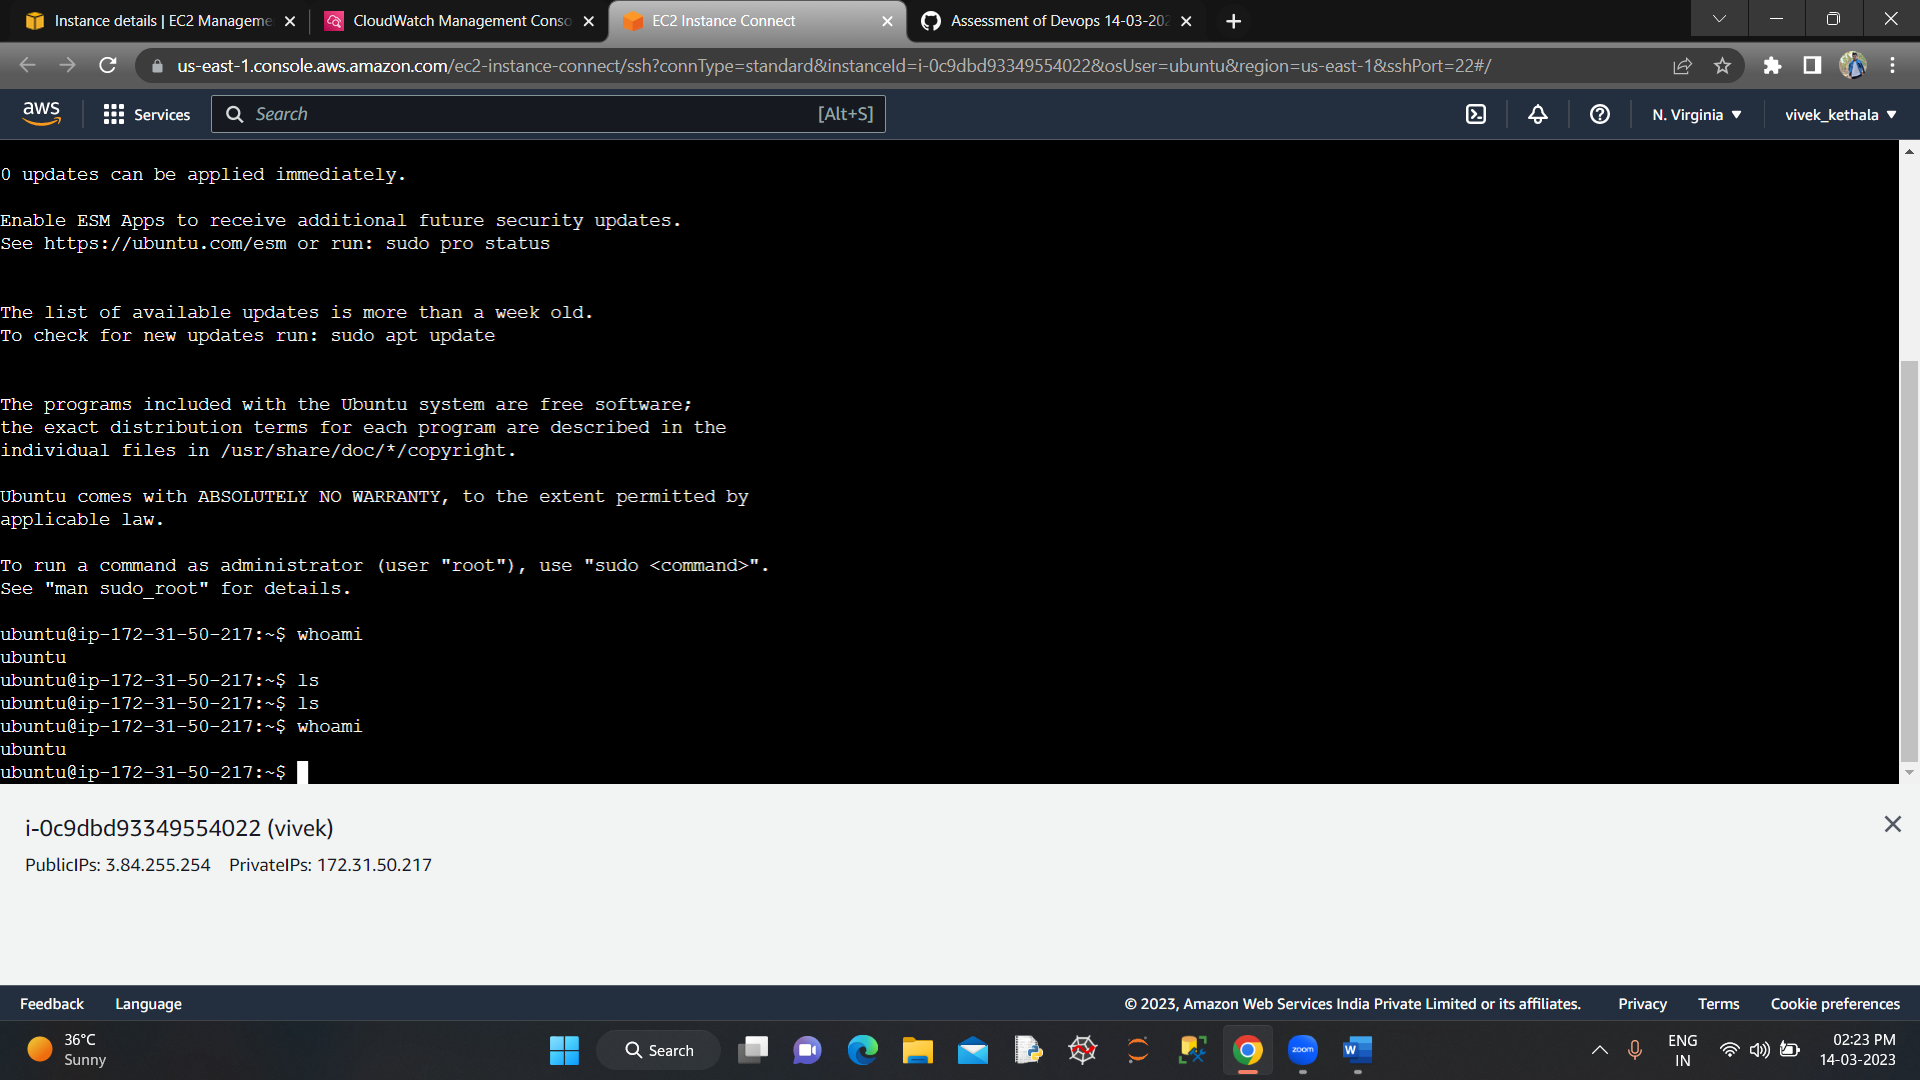 Instance details | EC2 Manageme
CloudWatch Management Conso
EC2 Instance Connect
Assessment of Devops 14-03-202
us-east-1.console.aws.amazon.com/ec2-instance-connect/ssh?connType=standard&instanceId=i-0c9dbd93349554022&osUser=ubuntu&region=us-east-1&sshPort=22#/
aws
Services
Search
[Alt+S]
N. Virginia
vivek_kethala
0 updates can be applied immediately.
Enable ESM Apps to receive additional future security updates.
See https://ubuntu.com/esm or run: sudo pro status
The list of available updates is more than a week old.
To check for new updates run: sudo apt update
The programs included with the Ubuntu system are free software;
the exact distribution terms for each program are described in the
individual files in /usr/share/doc/*/copyright.
Ubuntu comes with ABSOLUTELY NO WARRANTY, to the extent permitted by
applicable law.
To run a command as administrator (user "root"), use "sudo <command>".
See "man sudo_root" for details.
ubuntu@ip-172-31-50-217:~$ whoami
ubuntu
ubuntu@ip-172-31-50-217:~$ ls
ubuntu@ip-172-31-50-217:~$ ls
ubuntu@ip-172-31-50-217:~$ whoami
ubuntu
ubuntu@ip-172-31-50-217:~$
i-0c9dbd93349554022 (vivek)
PublicIPs: 3.84.255.254 PrivateIPs: 172.31.50.217
Feedback Language
© 2023, Amazon Web Services India Private Limited or its affiliates.
Privacy Terms Cookie preferences
36°C
Sunny
Search
zoom
W
ENG
IN
02:23 PM
14-03-2023